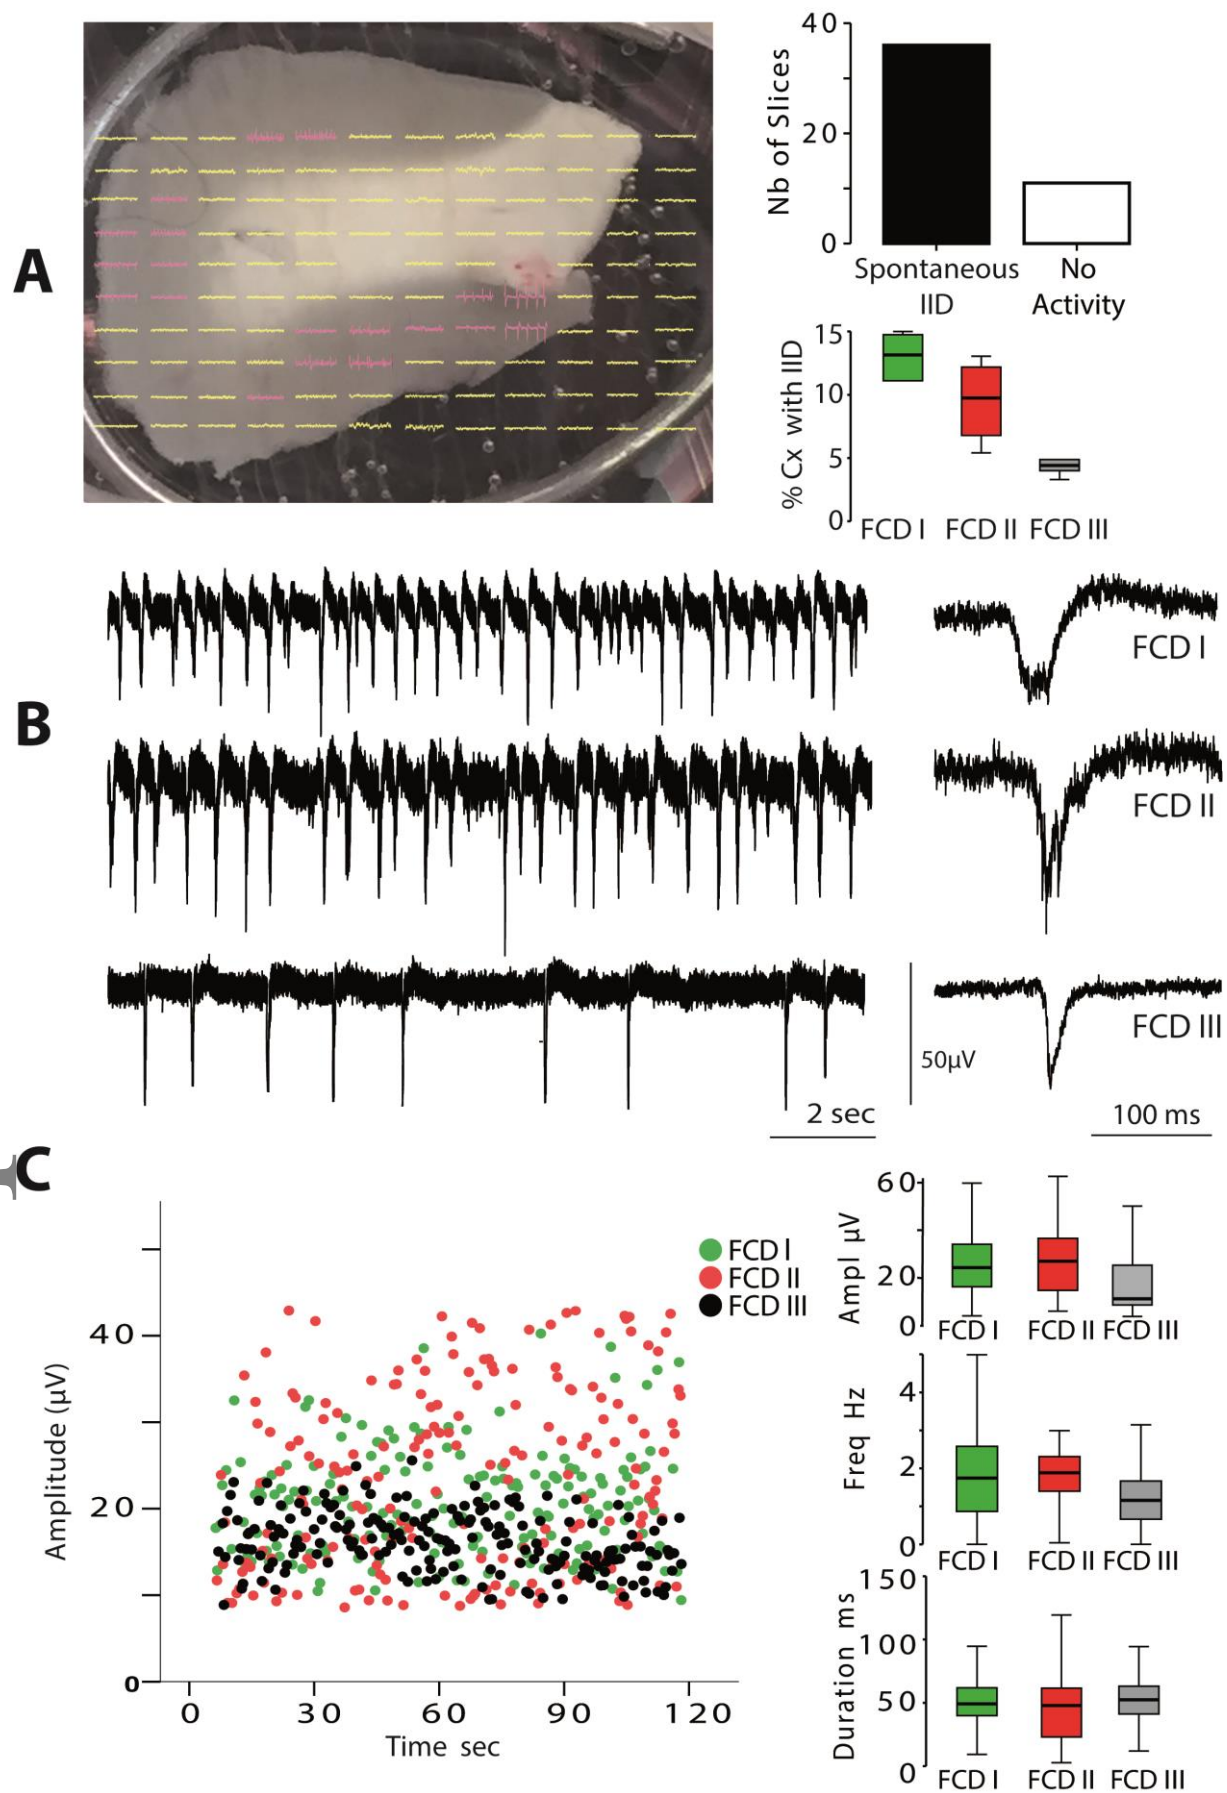 A
40
20
0
Nb of Slices
Spontaneous
IID
No
Activity
15
10
5
0
% Cx with IID
FCD I
FCD II
FCD III
B
FCD I
FCD II
FCD III
50µV
2 sec
100 ms
C
FCD I
FCD II
FCD III
40
20
0
Amplitude (µV)
0
30
60
90
120
Time sec
60
20
0
Ampl µV
FCD I
FCD II
FCD III
4
2
0
Freq Hz
FCD I
FCD II
FCD III
150
100
50
0
Duration ms
FCD I
FCD II
FCD III